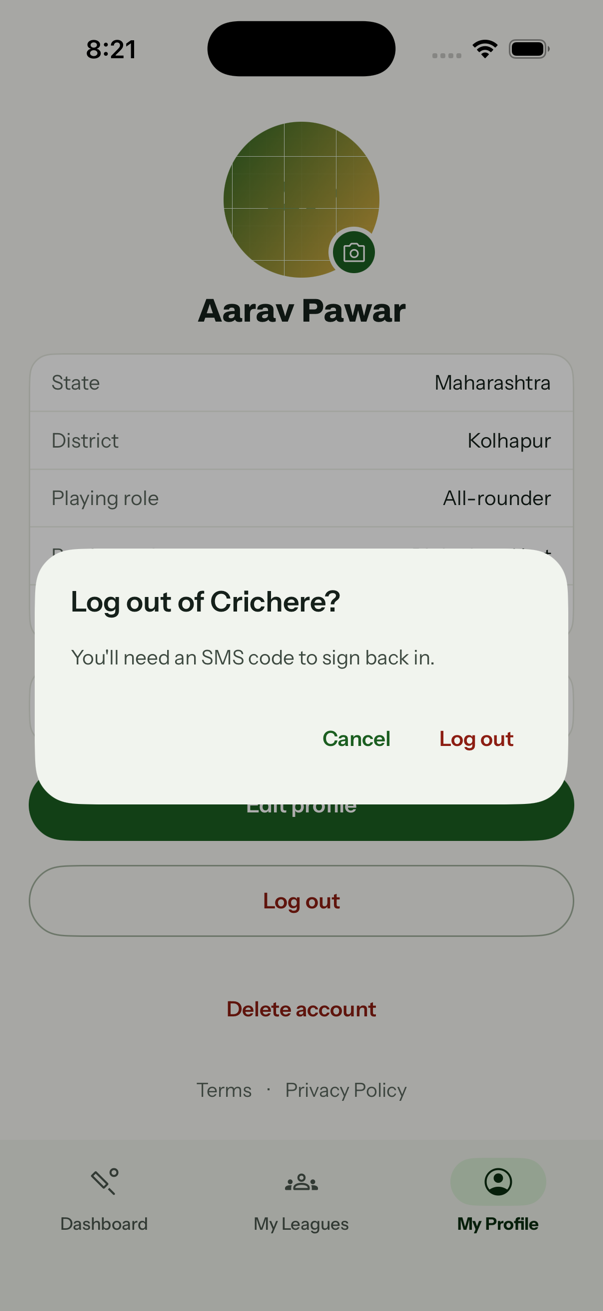 8:21
Aarav Pawar
State Maharashtra
District Kolhapur
Playing role All-rounder
Log out of Crichere?
You'll need an SMS code to sign back in.
Cancel Log out
Edit profile
Log out
Delete account
Terms · Privacy Policy
Dashboard My Leagues My Profile